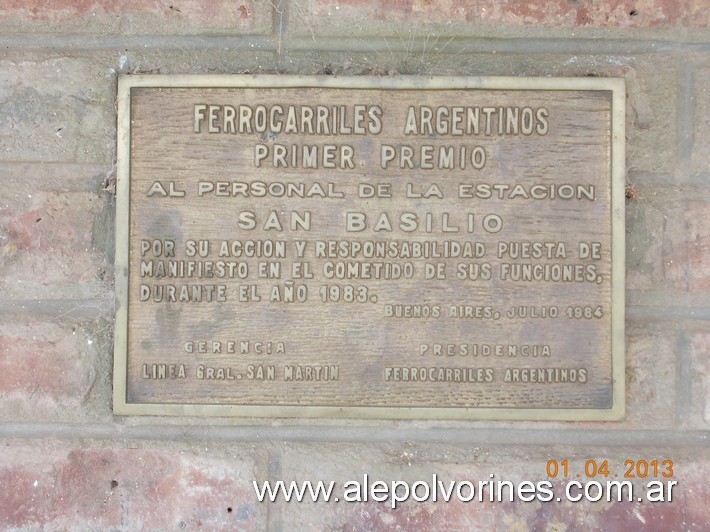 FERROCARRILES ARGENTINOS
PRIMER PREMIO
AL PERSONAL DE LA ESTACION
SAN BASILIO
POR SU ACCION Y RESPONSABILIDAD PUESTA DE
MANIFIESTO EN EL COMETIDO DE SUS FUNCIONES,
DURANTE EL AÑO 1983.
BUENOS AIRES, JULIO 1984
GERENCIA
LINEA GRAL. SAN MARTIN
PRESIDENCIA
FERROCARRILES ARGENTINOS
01.04.2013
www.alepolvorines.com.ar